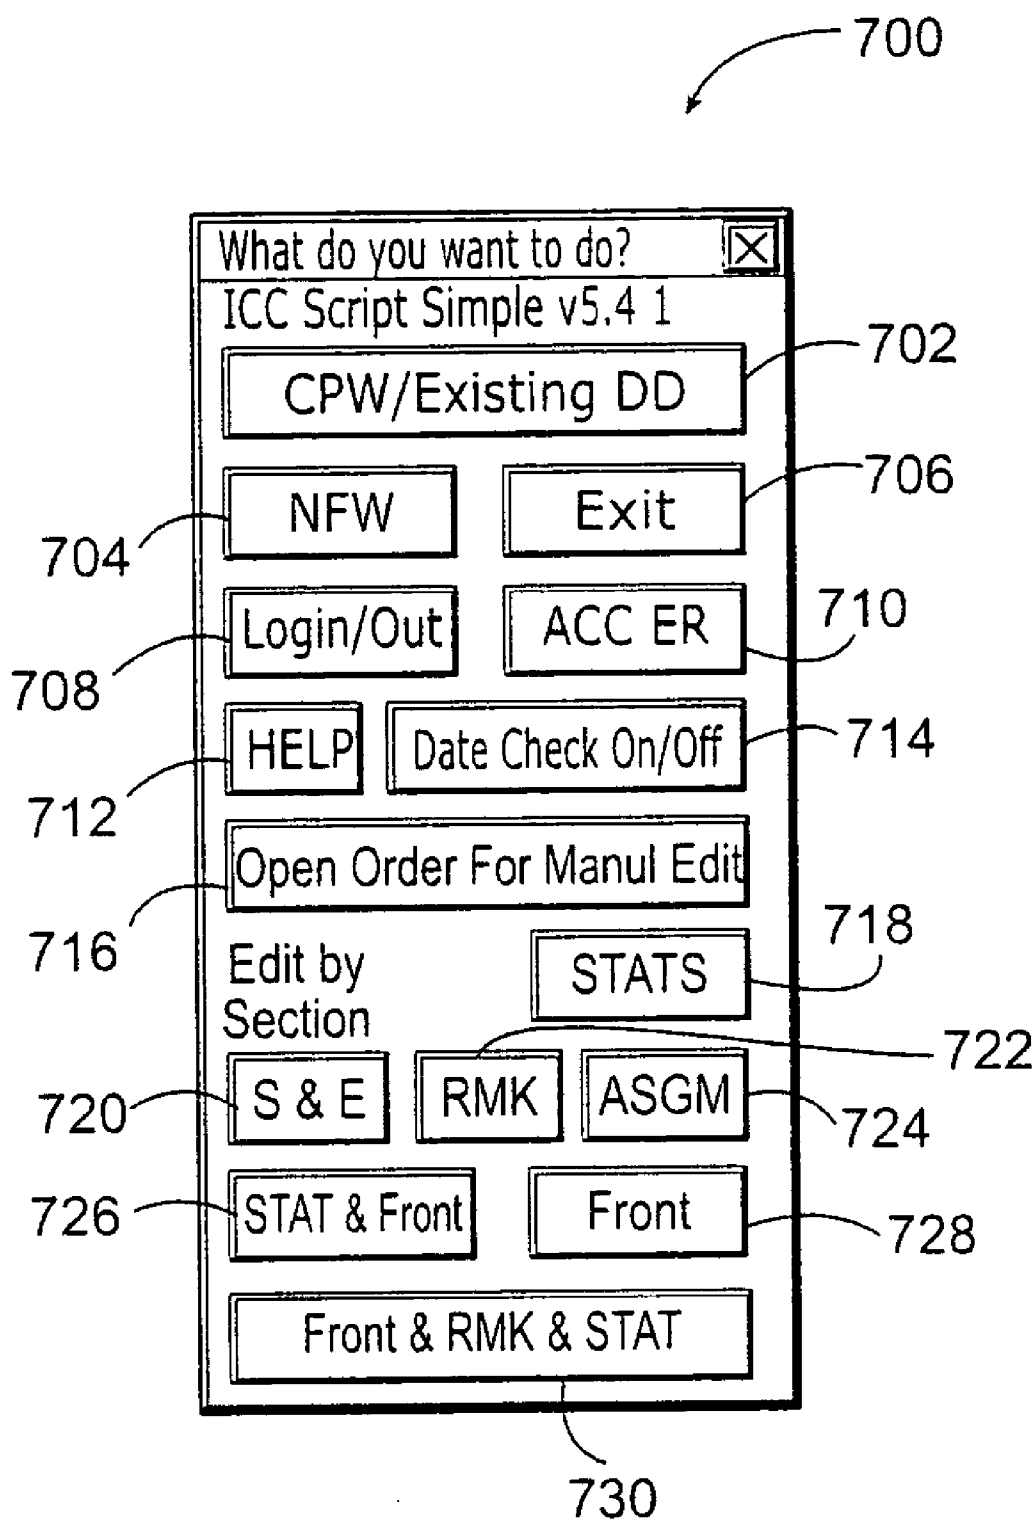 700
What do you want to do?
ICC Script Simple v5.4 1
702
CPW/Existing DD
706
NFW Exit
704
710
Login/Out ACC ER
708
714
HELP Date Check On/Off
712
Open Order For Manul Edit
716
718
Edit by
Section
STATS
722
S & E RMK ASGM
720
724
726
STAT & Front Front
728
Front & RMK & STAT
730